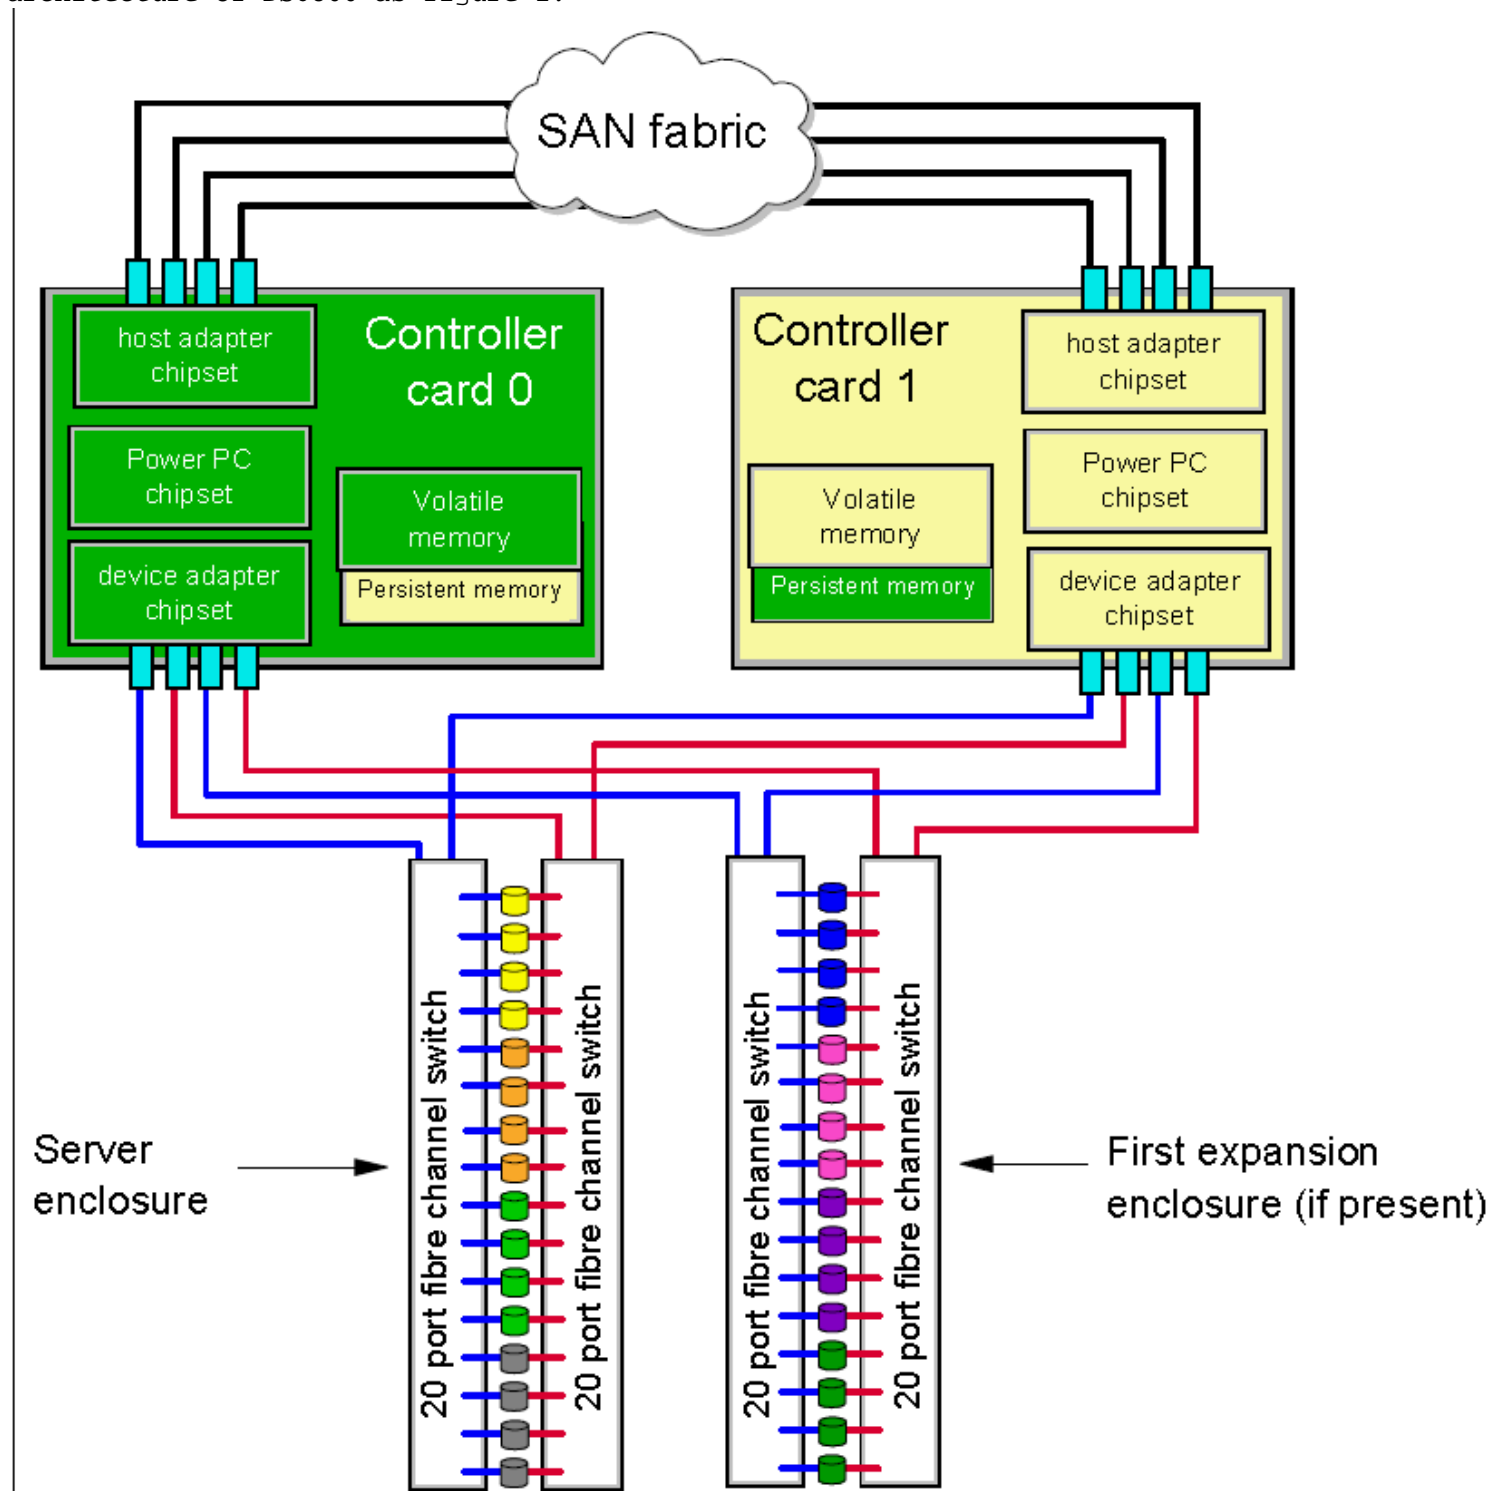 SAN fabric
host adapter
chipset
Controller
card 0
Power PC
chipset
Volatile
memory
Persistent memory
device adapter
chipset
Controller
card 1
host adapter
chipset
Power PC
chipset
Volatile
memory
Persistent memory
device adapter
chipset
20 port fibre channel switch
20 port fibre channel switch
20 port fibre channel switch
20 port fibre channel switch
Server
enclosure
First expansion
enclosure (if present)